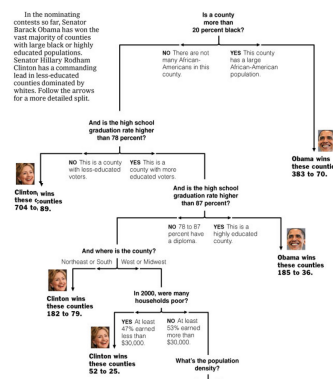 In the nominating
contests so far, Senator
Barack Obama has won the
vast majority of counties
with large black or highly
educated populations.
Senator Hillary Rodham
Clinton has a commanding
lead in less-educated
counties dominated by
whites. Follow the arrows
for a more detailed split.
Is a county
more than
20 percent black?
NO There are not
many African-
Americans in this
county.
YES This county
has a large
African-American
population.
And is the high school
graduation rate higher
than 78 percent?
Obama wins
these counties
383 to 70.
NO This is a county
with less-educated
voters.
YES This is a
county with more
educated voters.
Clinton wins
these counties
704 to 89.
And is the high school
graduation rate higher
than 87 percent?
NO 78 to 87
percent have
a diploma.
YES This is a
highly educated
county.
Obama wins
these counties
185 to 36.
And where is the county?
Northeast or South
West or Midwest
Clinton wins
these counties
182 to 79.
In 2000, were many
households poor?
YES At least
47% earned
less than
$30,000.
NO At least
53% earned
more than
$30,000.
Clinton wins
these counties
52 to 25.
What's the population
density?